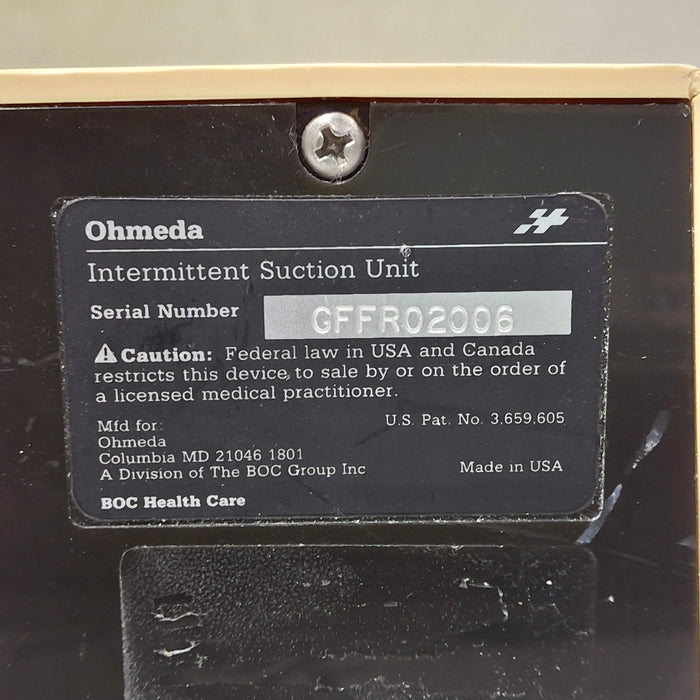 Ohmeda
Intermittent Suction Unit
Serial Number GFFR02006
⚠ Caution: Federal law in USA and Canada
restricts this device, to sale by or on the order of
a licensed medical practitioner.
U.S. Pat. No. 3,659,605
Mfd for:
Ohmeda
Columbia MD 21046 1801
A Division of The BOC Group Inc
Made in USA
BOC Health Care